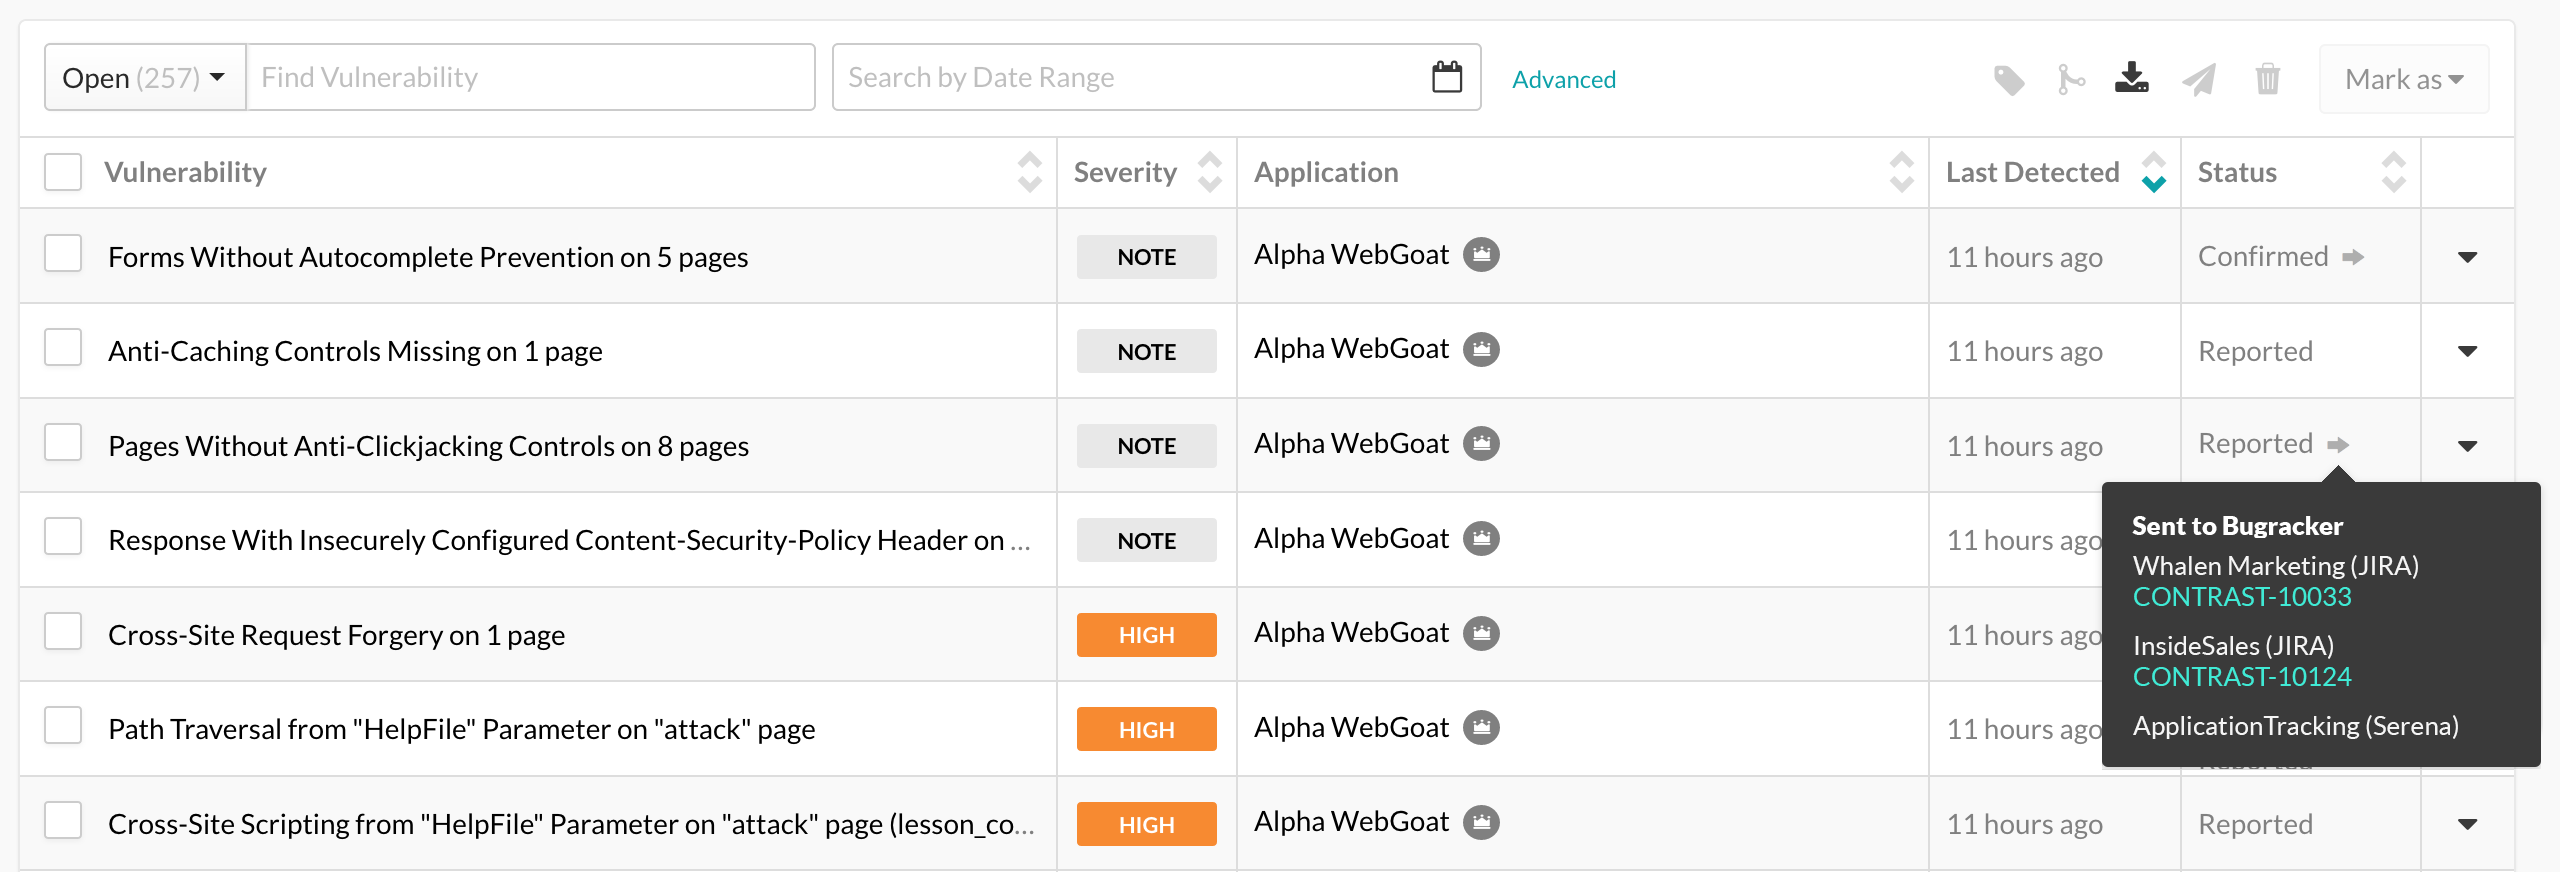 Open (257) Find Vulnerability Search by Date Range Advanced Mark as
Vulnerability Severity Application Last Detected Status
Forms Without Autocomplete Prevention on 5 pages NOTE Alpha WebGoat 11 hours ago Confirmed
Anti-Caching Controls Missing on 1 page NOTE Alpha WebGoat 11 hours ago Reported
Pages Without Anti-Clickjacking Controls on 8 pages NOTE Alpha WebGoat 11 hours ago Reported
Response With Insecurely Configured Content-Security-Policy Header on ... NOTE Alpha WebGoat 11 hours ago
Cross-Site Request Forgery on 1 page HIGH Alpha WebGoat 11 hours ago
Path Traversal from "HelpFile" Parameter on "attack" page HIGH Alpha WebGoat 11 hours ago
Cross-Site Scripting from "HelpFile" Parameter on "attack" page (lesson_co... HIGH Alpha WebGoat 11 hours ago Reported
Sent to Bugracker
Whalen Marketing (JIRA)
CONTRAST-10033
InsideSales (JIRA)
CONTRAST-10124
ApplicationTracking (Serena)